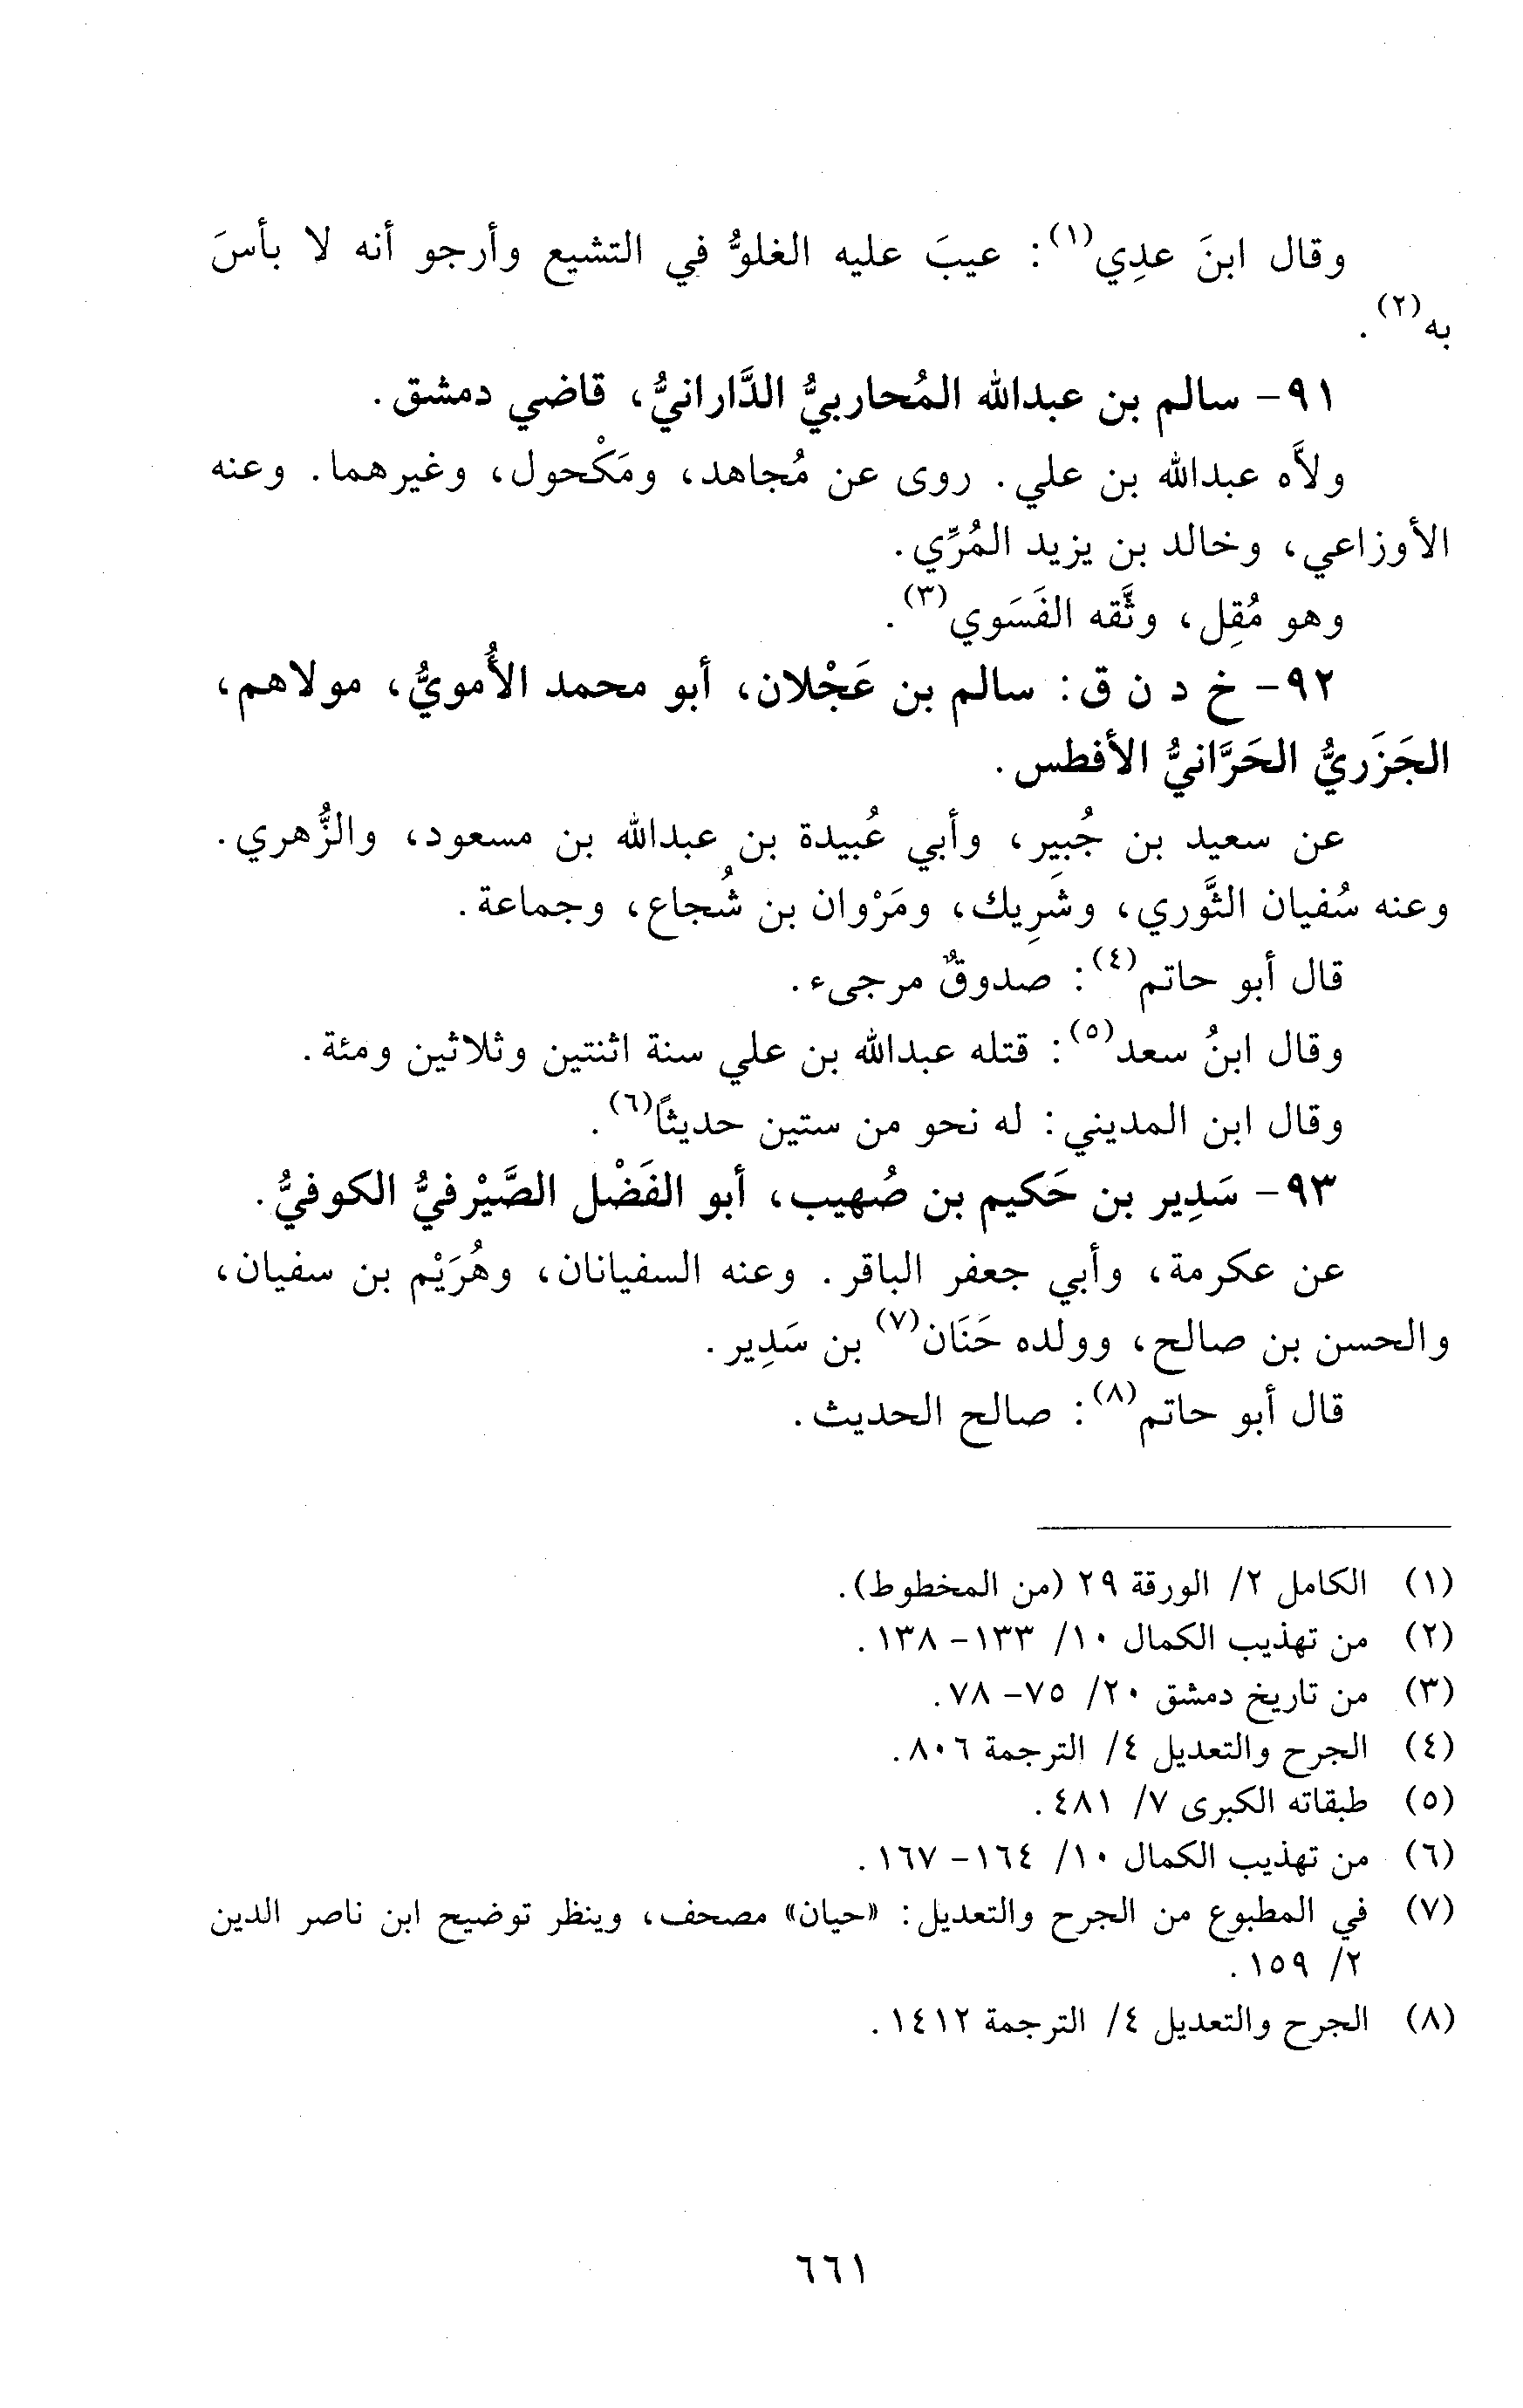 وقال ابنَ عدِي(١): عيبَ عليه الغلوُّ في التشيع وأرجو أنه لا بأسَ
به(٢).
٩١- سالم بن عبدالله المُحاربيُّ الدَّارانيُّ، قاضي دمشق.
ولاَّه عبدالله بن علي. روى عن مُجاهد، ومَكْحول، وغيرهما. وعنه
الأوزاعي، وخالد بن يزيد المُرِّي.
وهو مُقِل، وثَّقه الفَسَوي(٣).
٩٢- خ د ن ق: سالم بن عَجْلان، أبو محمد الأُمويُّ، مولاهم،
الجَزَريُّ الحَرَّانيُّ الأفطس.
عن سعيد بن جُبير، وأبي عُبيدة بن عبدالله بن مسعود، والزُّهري.
وعنه سُفيان الثَّوري، وشَرِيك، ومَرْوان بن شُجاع، وجماعة.
قال أبو حاتم(٤): صدوقٌ مرجىء.
وقال ابنُ سعد(٥): قتله عبدالله بن علي سنة اثنتين وثلاثين ومئة.
وقال ابن المديني: له نحو من ستين حديثاً(٦).
٩٣- سَدِير بن حَكيم بن صُهيب، أبو الفَضْل الصَّيْرفيُّ الكوفيُّ.
عن عكرمة، وأبي جعفر الباقر. وعنه السفيانان، وهُرَيْم بن سفيان،
والحسن بن صالح، وولده حَنَان(٧) بن سَدِير.
قال أبو حاتم(٨): صالح الحديث.
(١) الكامل ٢/ الورقة ٢٩ (من المخطوط).
(٢) من تهذيب الكمال ١٠/ ١٣٣- ١٣٨.
(٣) من تاريخ دمشق ٢٠/ ٧٥- ٧٨.
(٤) الجرح والتعديل ٤/ الترجمة ٨٠٦.
(٥) طبقاته الكبرى ٧/ ٤٨١.
(٦) من تهذيب الكمال ١٠/ ١٦٤- ١٦٧.
(٧) في المطبوع من الجرح والتعديل: «حيان» مصحف، وينظر توضيح ابن ناصر الدين
٢/ ١٥٩.
(٨) الجرح والتعديل ٤/ الترجمة ١٤١٢.
٦٦١